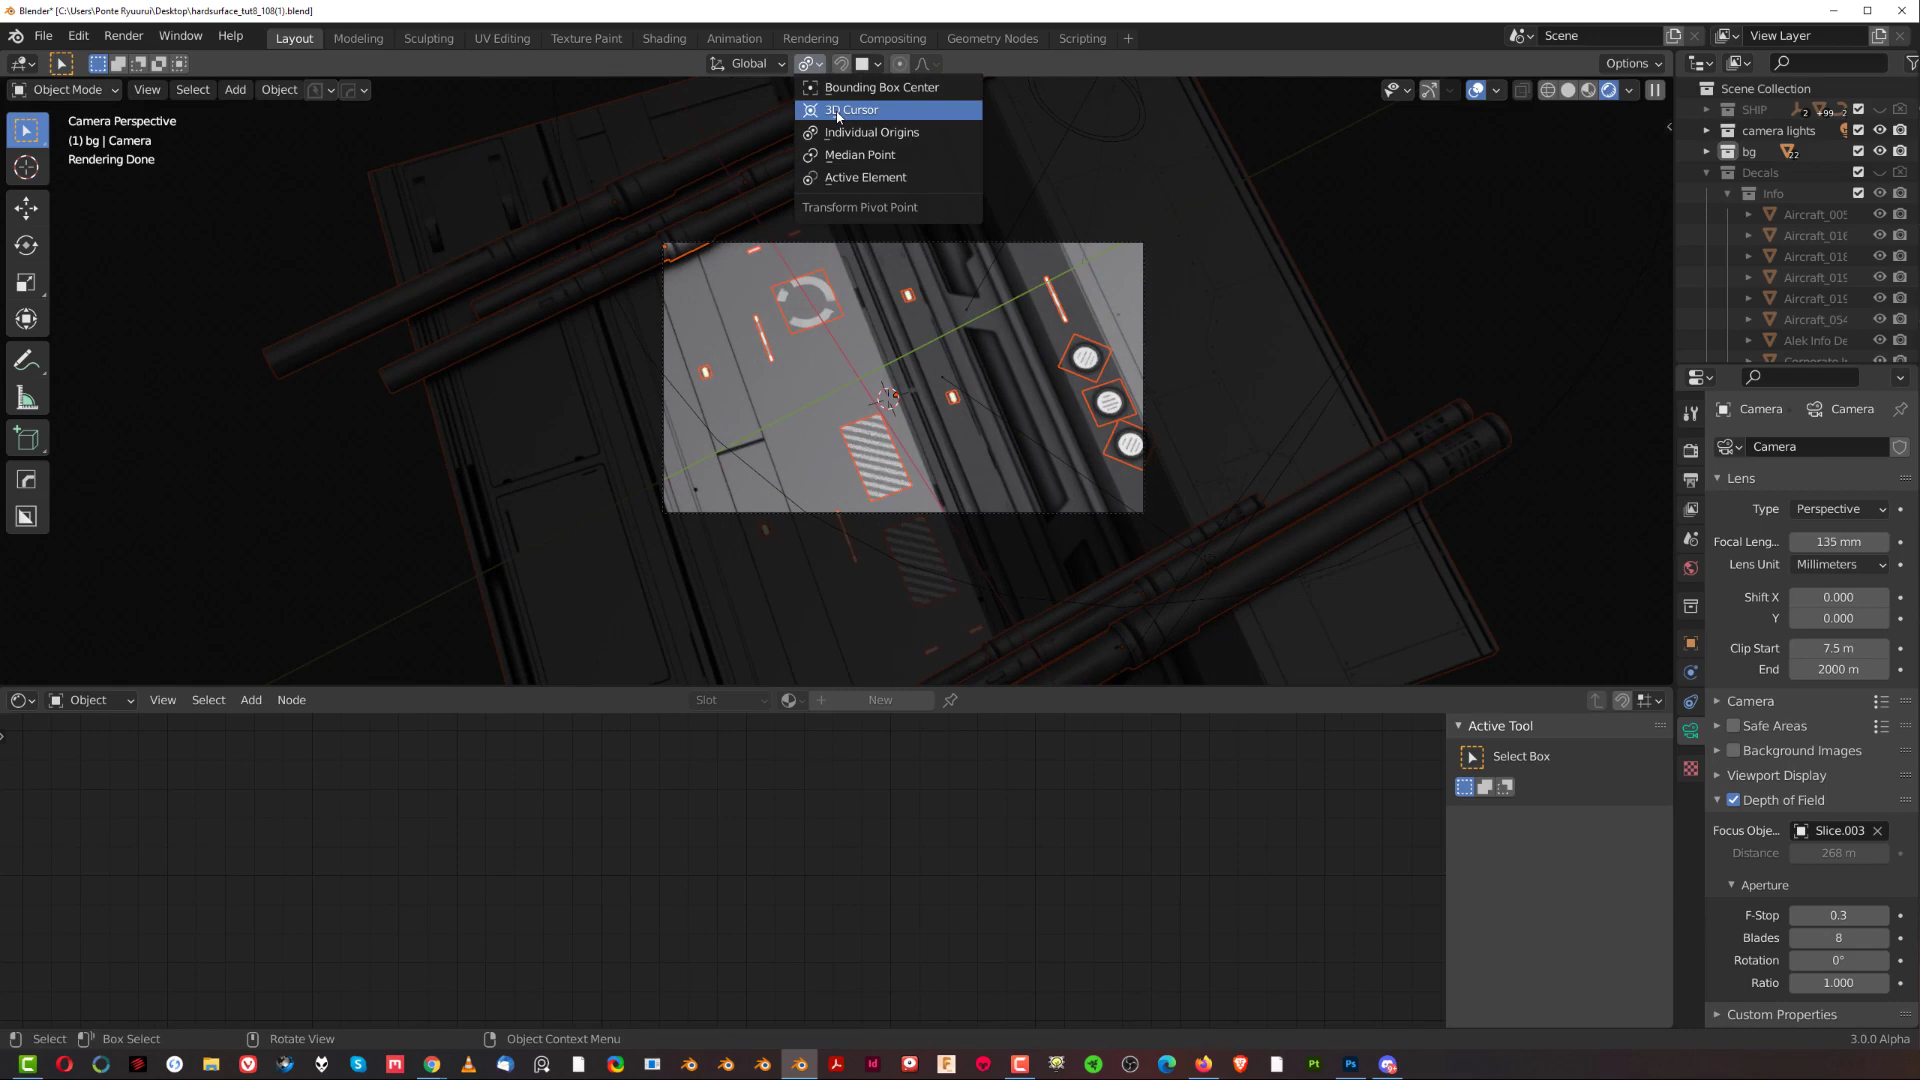 Blender* [C:\Users\Ponte Ryuurui\Desktop\hardsurface_tut8_108(1).blend]
File Edit Render Window Help
Layout Modeling Sculpting UV Editing Texture Paint Shading Animation Rendering Compositing Geometry Nodes Scripting +
Scene
View Layer
Global
Options
Object Mode View Select Add Object
Camera Perspective
(1) bg | Camera
Rendering Done
Bounding Box Center
3D Cursor
Individual Origins
Median Point
Active Element
Transform Pivot Point
Scene Collection
SHIP 2 +99 2
camera lights
bg 22
Decals
Info
Aircraft_005
Aircraft_016
Aircraft_018
Aircraft_019
Aircraft_019
Aircraft_054
Alek Info De
Camera Camera
Camera
Lens
Type Perspective
Focal Leng... 135 mm
Lens Unit Millimeters
Shift X 0.000
Y 0.000
Clip Start 7.5 m
End 2000 m
Camera
Safe Areas
Background Images
Viewport Display
Depth of Field
Focus Obje... Slice.003
Distance 268 m
Aperture
F-Stop 0.3
Blades 8
Rotation 0°
Ratio 1.000
Custom Properties
Object View Select Add Node
Slot
New
Active Tool
Select Box
Select Box Select Rotate View Object Context Menu
3.0.0 Alpha